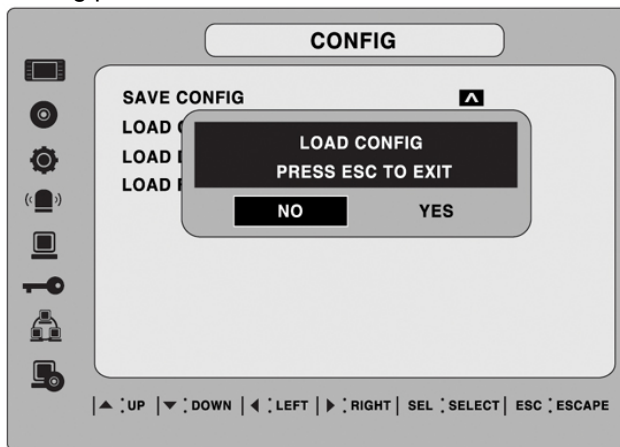 CONFIG
SAVE CONFIG
LOAD
LOAD
LOAD
LOAD CONFIG
PRESS ESC TO EXIT
NO YES
▲ : UP | ▼ : DOWN | ◀ : LEFT | ▶ : RIGHT | SEL : SELECT | ESC : ESCAPE